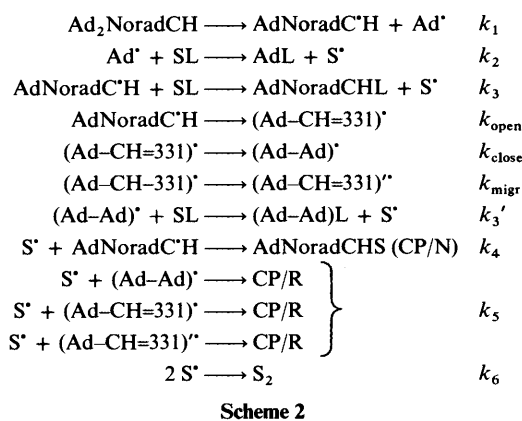 Ad₂NoradCH ⟶ AdNoradC•H + Ad• k₁
Ad• + SL ⟶ AdL + S• k₂
AdNoradC•H + SL ⟶ AdNoradCHL + S• k₃
AdNoradC•H ⟶ (Ad–CH=331)• k_open
(Ad–CH=331)• ⟶ (Ad–Ad)• k_close
(Ad–CH–331)• ⟶ (Ad–CH=331)″• k_migr
(Ad–Ad)• + SL ⟶ (Ad–Ad)L + S• k₃′
S• + AdNoradC•H ⟶ AdNoradCHS (CP/N) k₄
S• + (Ad–Ad)• ⟶ CP/R
S• + (Ad–CH=331)• ⟶ CP/R k₅
S• + (Ad–CH=331)″• ⟶ CP/R
2 S• ⟶ S₂ k₆
Scheme 2